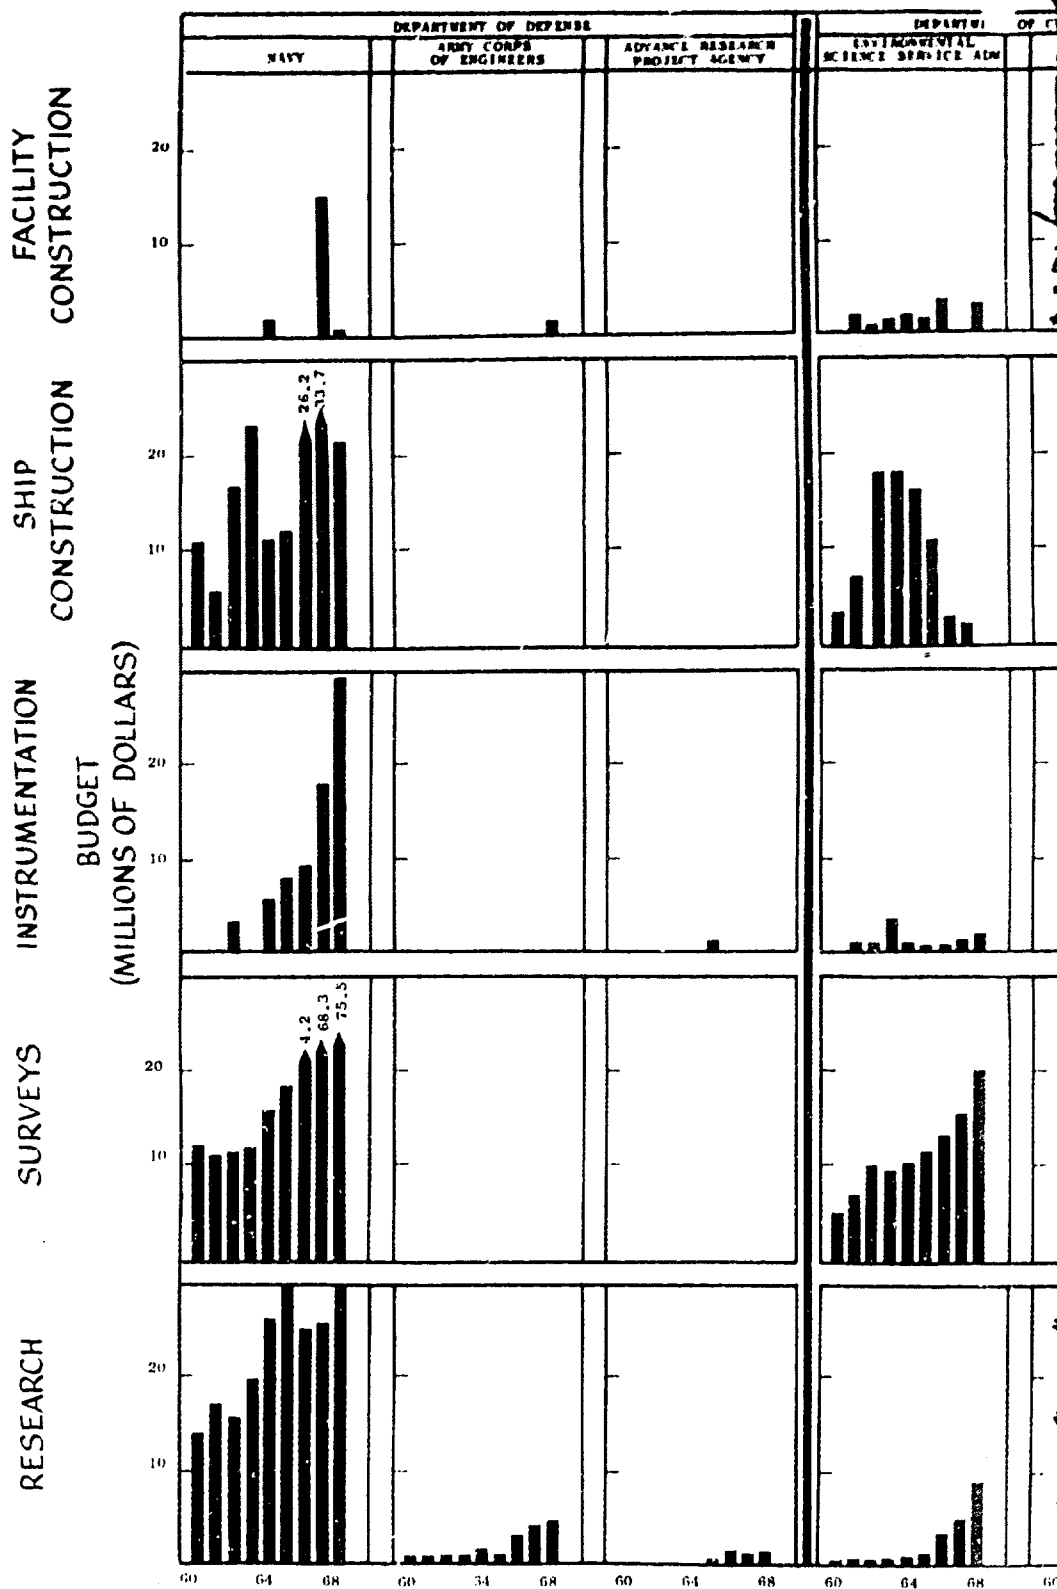 DEPARTMENT OF DEFENSE
DEPARTM
OF
NAVY
ARMY CORPS
OF ENGINEERS
ADVANCE RESEARCH
PROJECT AGENCY
ENVIRONMENTAL
SCIENCE SERVICE ADM
FACILITY
CONSTRUCTION
20
10
SHIP
CONSTRUCTION
26.2
33.7
20
10
INSTRUMENTATION
BUDGET
(MILLIONS OF DOLLARS)
20
10
SURVEYS
4.2
68.3
75.5
20
10
RESEARCH
20
10
60 64 68 60 64 68 60 64 68 60 64 68 60